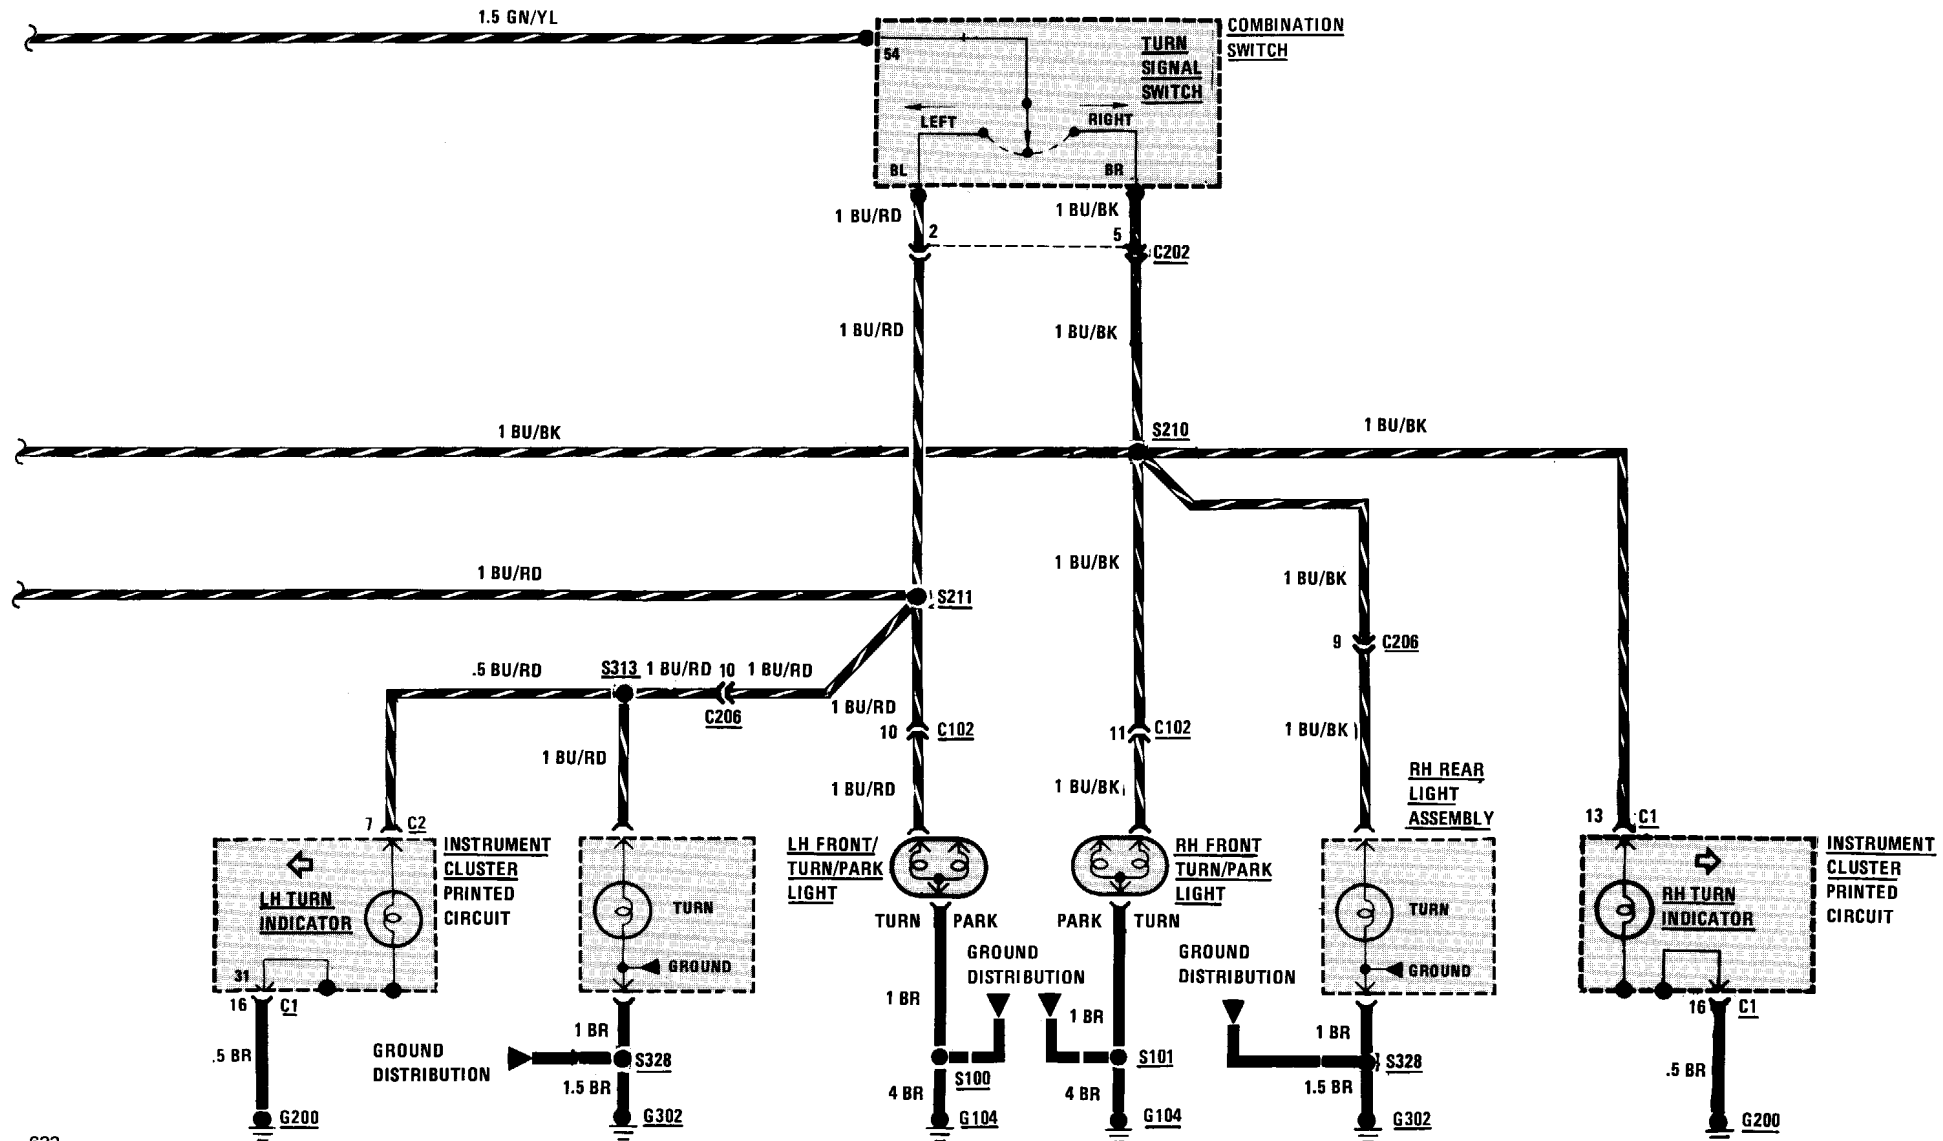 1.5 GN/YL
COMBINATION
SWITCH
54
TURN
SIGNAL
SWITCH
LEFT
RIGHT
BL
BR
1 BU/RD
1 BU/BK
2
5
C202
1 BU/RD
1 BU/BK
1 BU/BK
S210
1 BU/BK
1 BU/RD
S211
1 BU/BK
1 BU/BK
9
C206
.5 BU/RD
S313
1 BU/RD
10
1 BU/RD
C206
1 BU/RD
10
C102
11
C102
1 BU/RD
1 BU/BK
1 BU/RD
1 BU/BK
RH REAR
LIGHT
ASSEMBLY
7
C2
13
C1
INSTRUMENT
CLUSTER
PRINTED
CIRCUIT
LH TURN
INDICATOR
31
16
C1
TURN
GROUND
LH FRONT/
TURN/PARK
LIGHT
TURN
PARK
RH FRONT
TURN/PARK
LIGHT
PARK
TURN
TURN
GROUND
RH TURN
INDICATOR
INSTRUMENT
CLUSTER
PRINTED
CIRCUIT
16
C1
GROUND
DISTRIBUTION
GROUND
DISTRIBUTION
GROUND
DISTRIBUTION
.5 BR
1 BR
S328
1.5 BR
1 BR
S100
4 BR
1 BR
S101
4 BR
1 BR
S328
1.5 BR
.5 BR
G200
G302
G104
G104
G302
G200